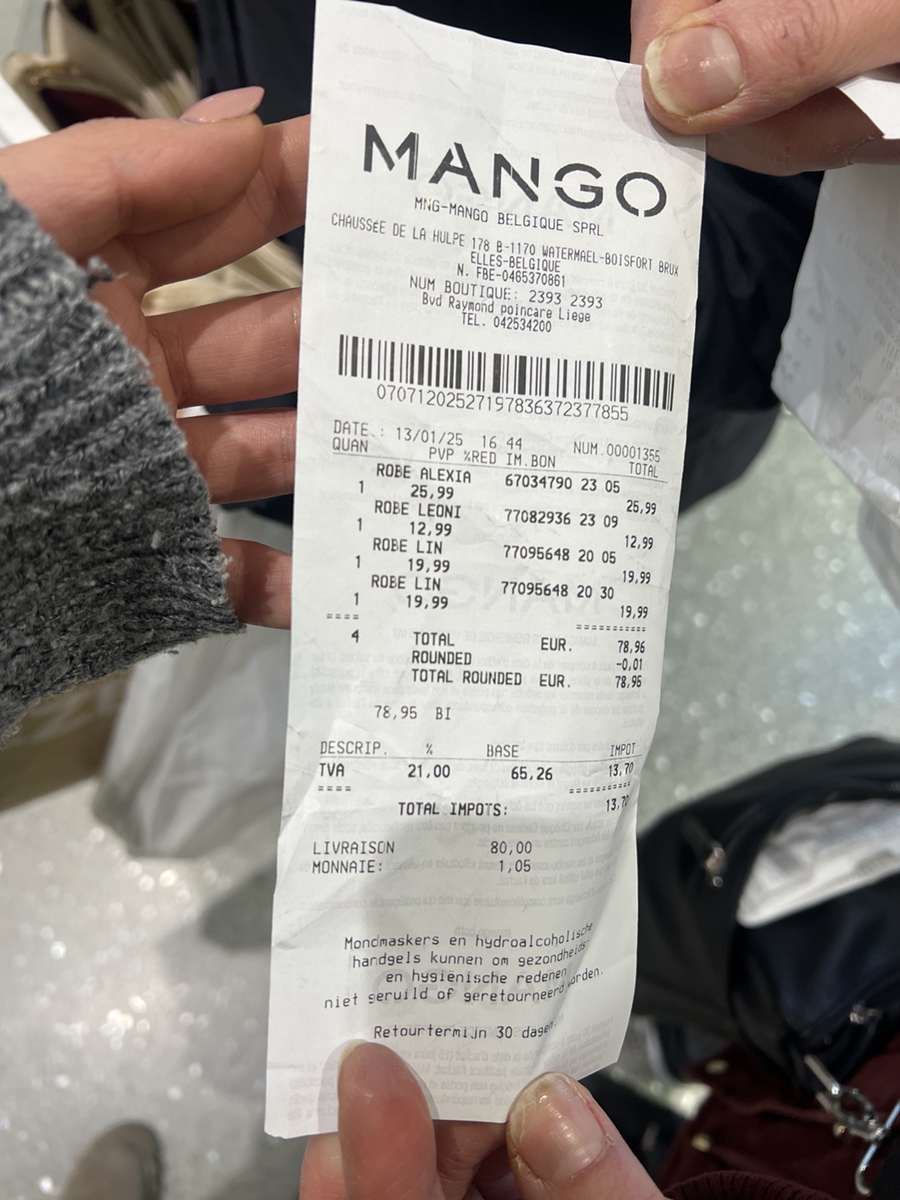 MANGO
MNG-MANGO BELGIQUE SPRL
CHAUSSéE DE LA HULPE 178 B-1170 WATERMAEL-BOISFORT BRUX
ELLES-BELGIQUE
N. FBE-0465370861
NUM BOUTIQUE: 2393 2393
Bvd Raymond poincare Liege
TEL. 042534200
07071202527197836372377855
DATE.: 13/01/25 16 44 NUM.00001355
QUAN PVP %RED IM.BON TOTAL
ROBE ALEXIA 67034790 23 05
1 25,99 25,99
ROBE LEONI 77082936 23 09
1 12,99 12,99
ROBE LIN 77095648 20 05
1 19,99 19,99
ROBE LIN 77095648 20 30
1 19,99 19,99
==== ===========
4 TOTAL EUR. 78,96
ROUNDED -0,01
TOTAL ROUNDED EUR. 78,95
78,95 BI
DESCRIP. % BASE IMPOT
TVA 21,00 65,26 13,70
==== ===========
TOTAL IMPOTS: 13,70
LIVRAISON 80,00
MONNAIE: 1,05
Mondmaskers en hydroalcoholische
handgels kunnen om gezondheids-
en hygiënische redenen
niet geruild of geretourneerd worden.
Retourtermijn 30 dagen.